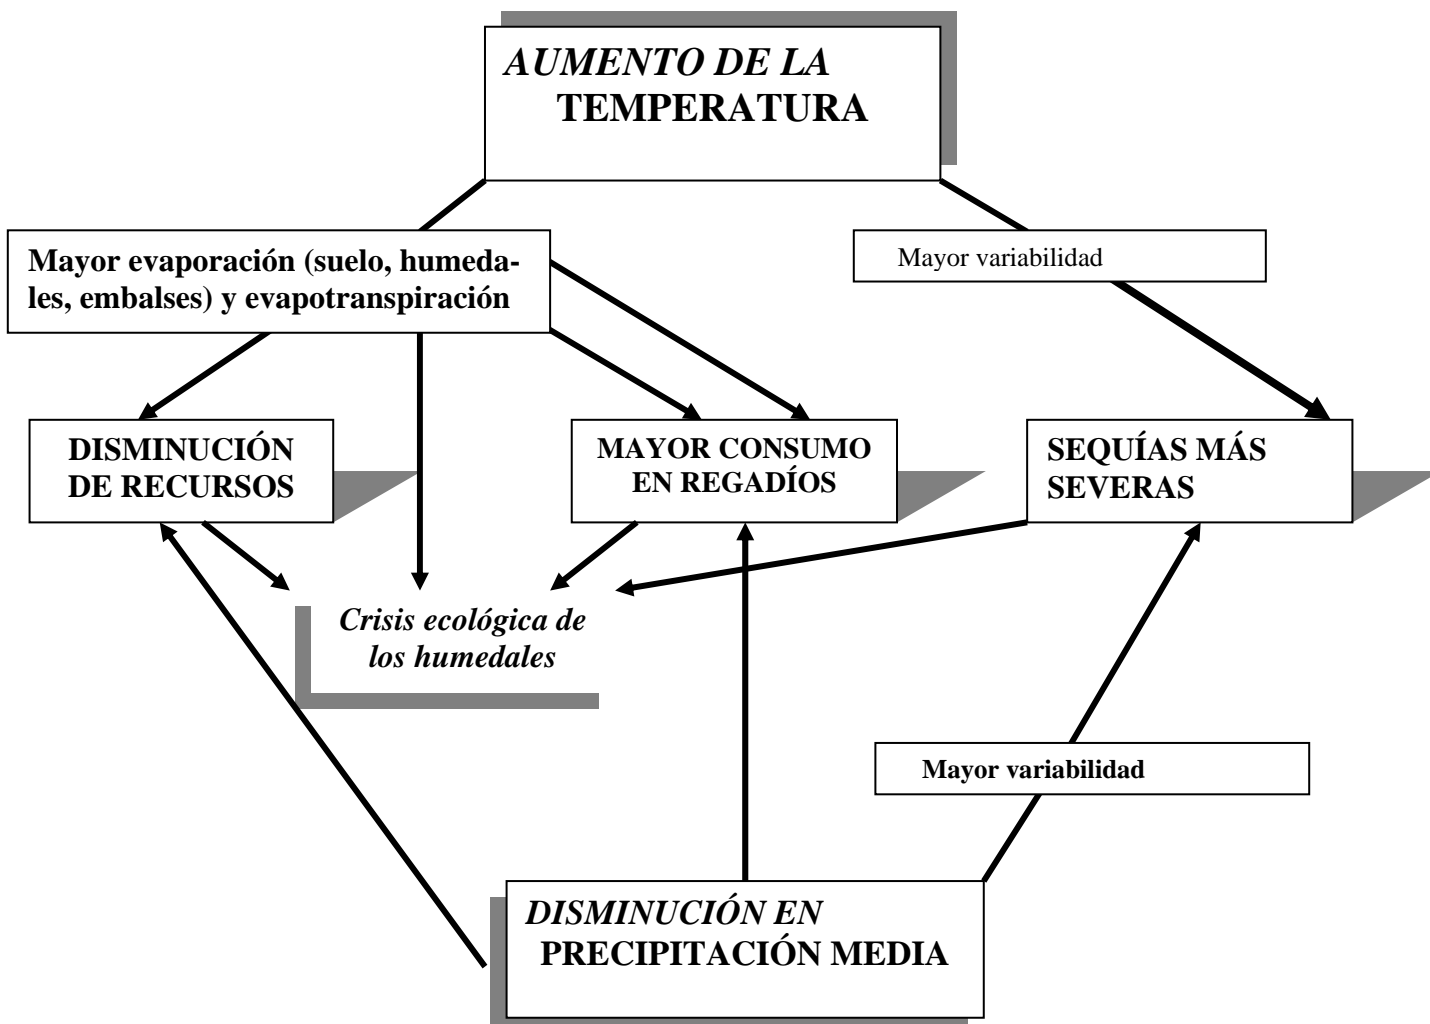 AUMENTO DE LA
TEMPERATURA
Mayor evaporación (suelo, humeda-
les, embalses) y evapotranspiración
Mayor variabilidad
DISMINUCIÓN
DE RECURSOS
MAYOR CONSUMO
EN REGADÍOS
SEQUÍAS MÁS
SEVERAS
Crisis ecológica de
los humedales
Mayor variabilidad
DISMINUCIÓN EN
PRECIPITACIÓN MEDIA